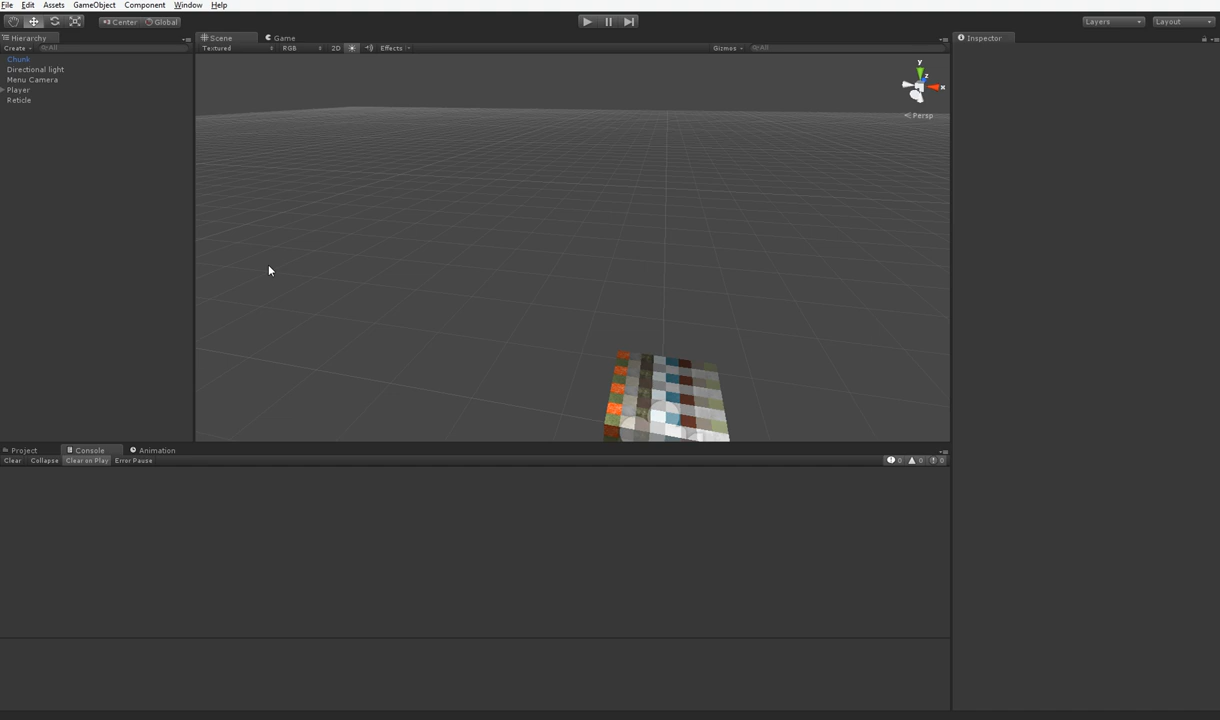 File Edit Assets GameObject Component Window Help
Center Global Layers Layout
Hierarchy Scene Game Inspector
Create All Textured RGB 2D Effects Gizmos All
Chunk
Directional light
Menu Camera
Player
Reticle
y
z
x
Persp
Project Console Animation
Clear Collapse Clear on Play Error Pause 0 0 0